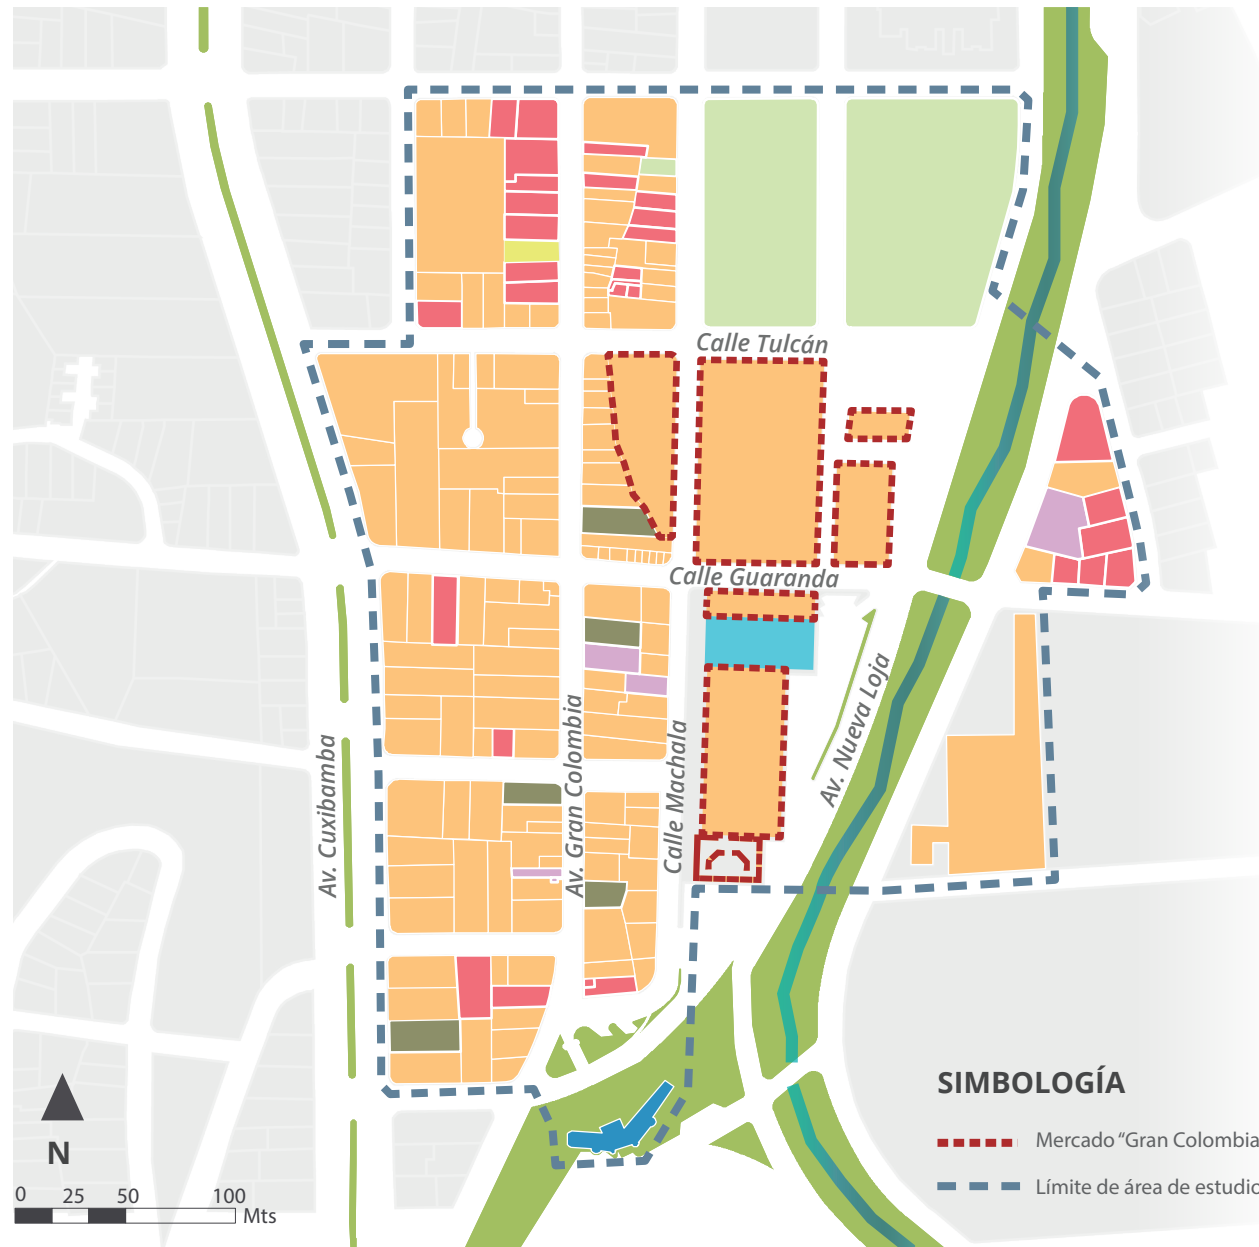 Calle Tulcán
Calle Guaranda
Av. Cuxibamba
Av. Gran Colombia
Calle Machala
Av. Nueva Loja
N
0 25 50 100
Mts
SIMBOLOGÍA
Mercado “Gran Colombia
Límite de área de estudio